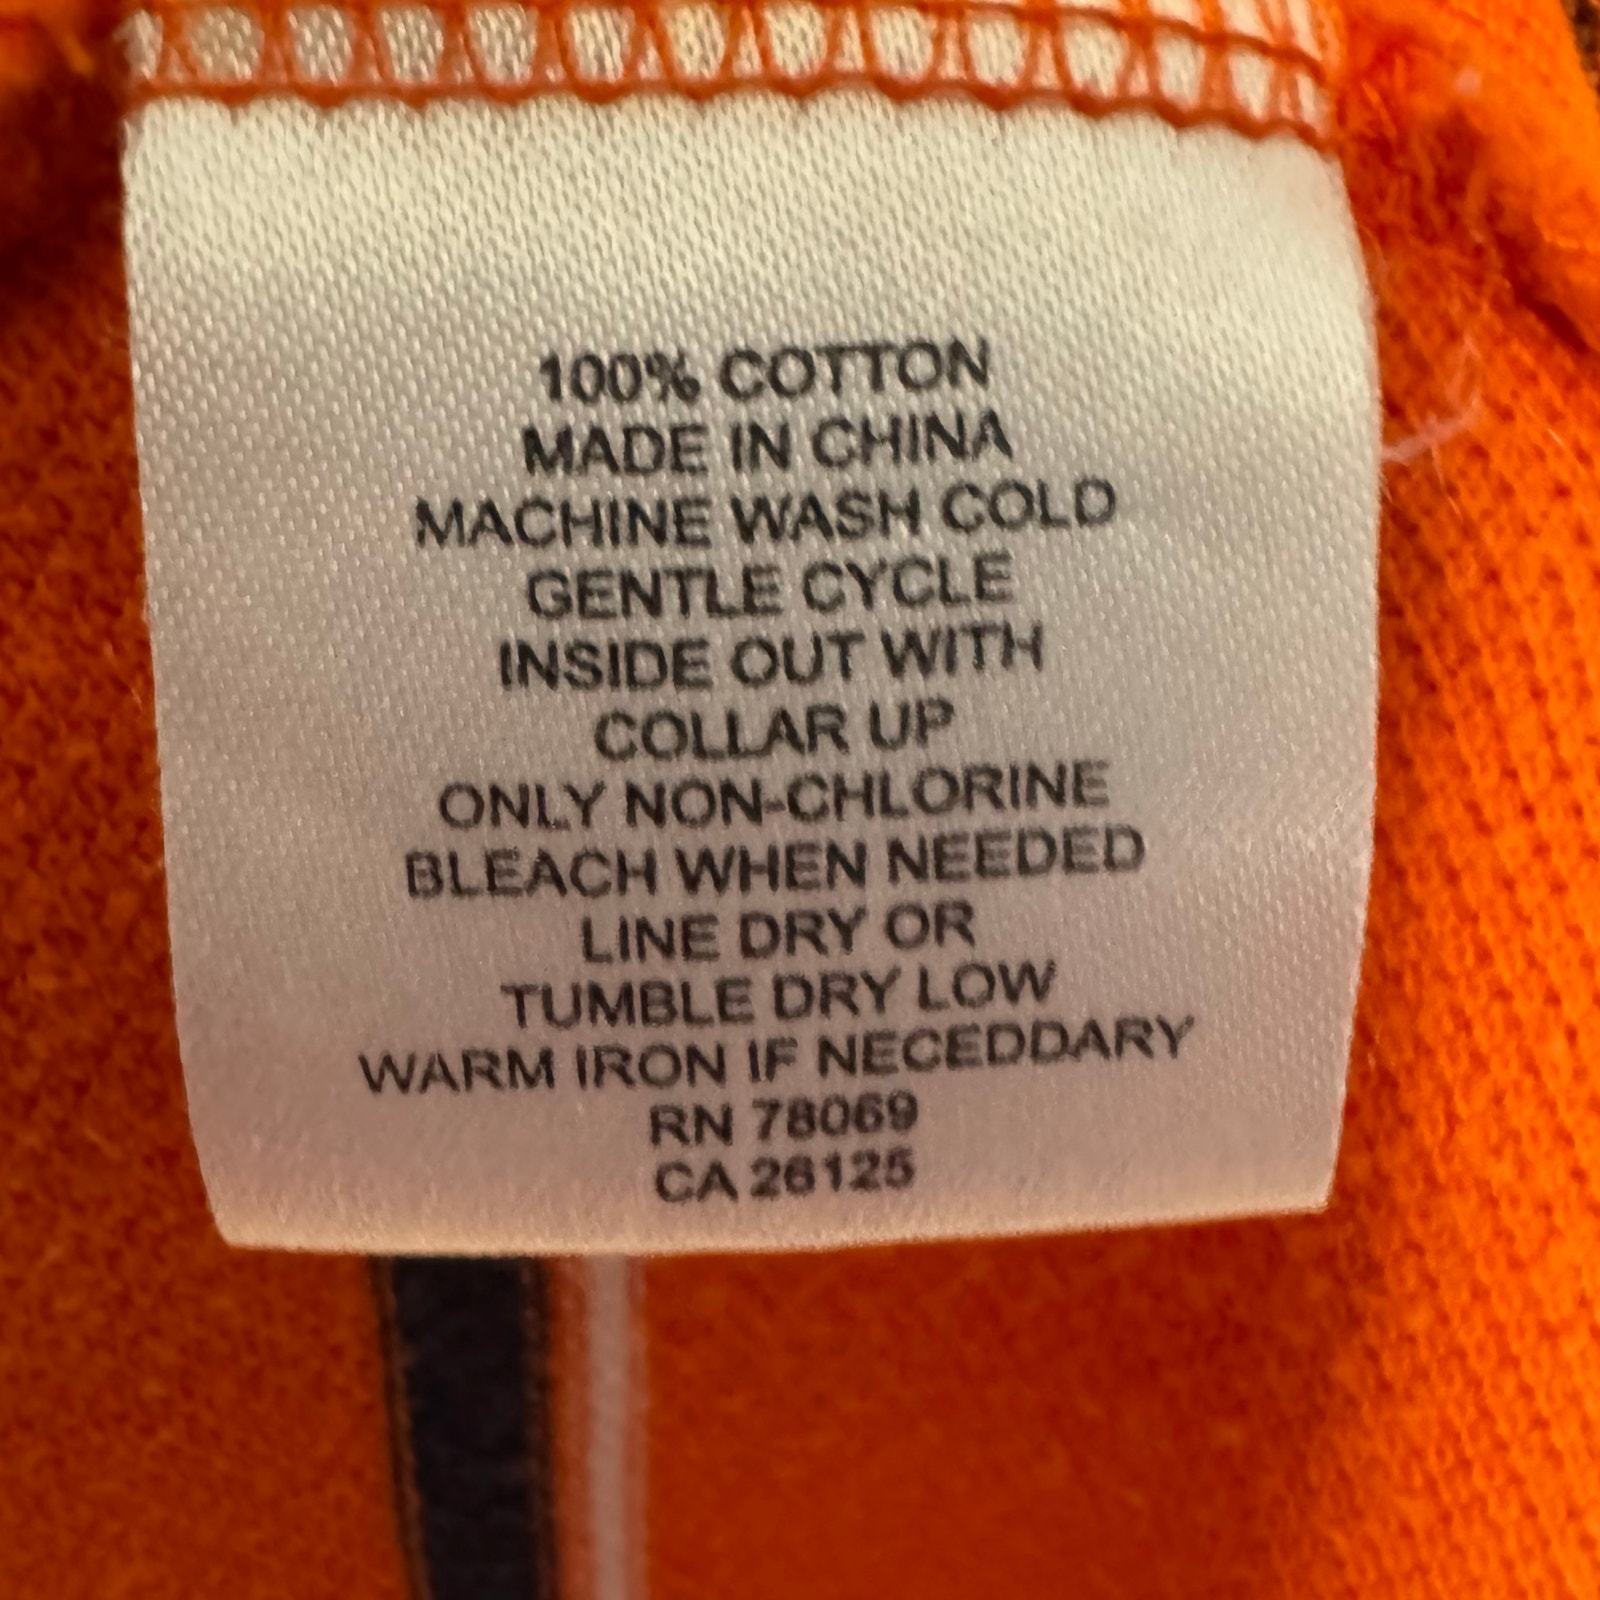 100% COTTON
MADE IN CHINA
MACHINE WASH COLD
GENTLE CYCLE
INSIDE OUT WITH
COLLAR UP
ONLY NON-CHLORINE
BLEACH WHEN NEEDED
LINE DRY OR
TUMBLE DRY LOW
WARM IRON IF NECEDDARY
RN 78069
CA 26125